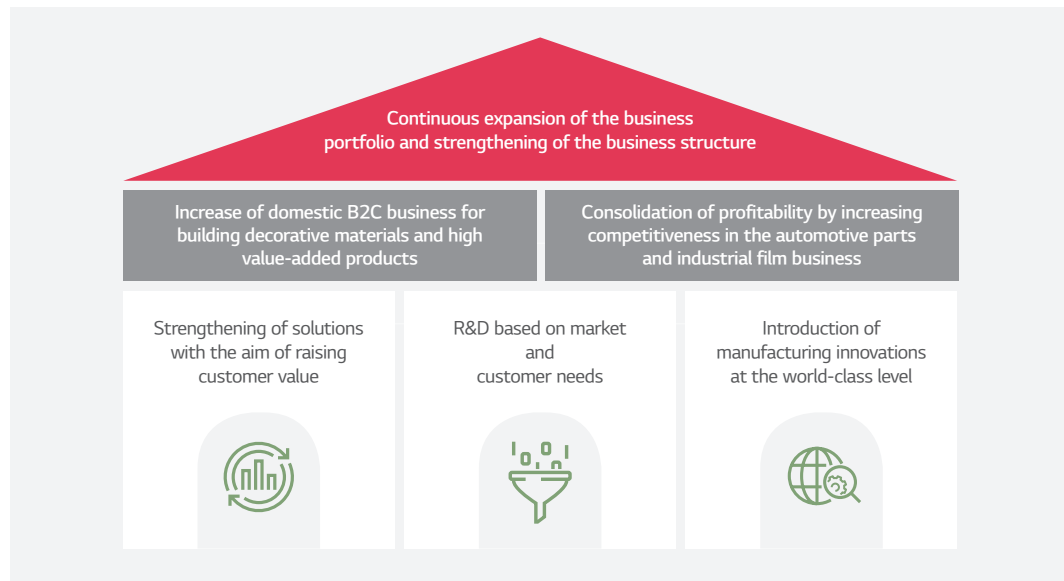 Continuous expansion of the business
portfolio and strengthening of the business structure
Increase of domestic B2C business for
building decorative materials and high
value-added products
Consolidation of profitability by increasing
competitiveness in the automotive parts
and industrial film business
Strengthening of solutions
with the aim of raising
customer value
R&D based on market
and
customer needs
Introduction of
manufacturing innovations
at the world-class level